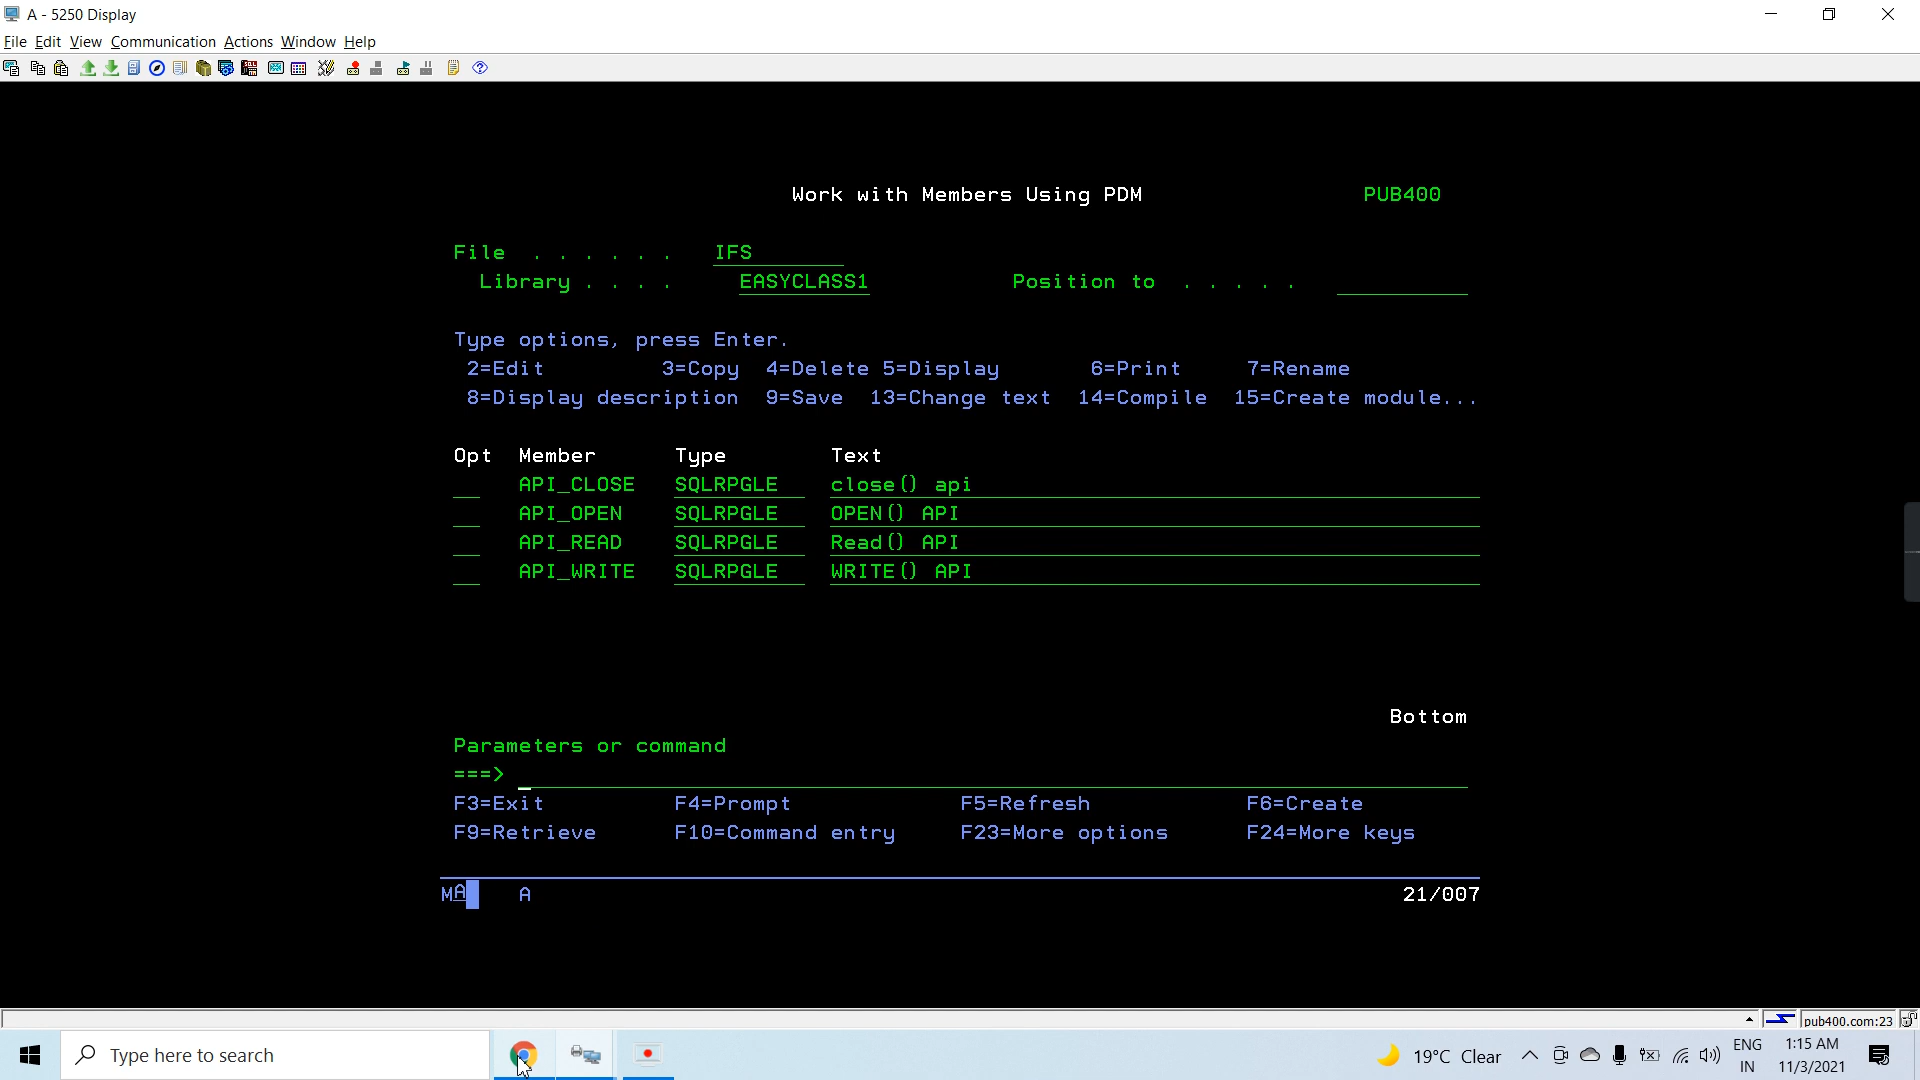 A - 5250 Display
File Edit View Communication Actions Window Help
Work with Members Using PDM PUB400
File . . . . . . IFS
Library . . . . EASYCLASS1 Position to . . . . .
Type options, press Enter.
2=Edit 3=Copy 4=Delete 5=Display 6=Print 7=Rename
8=Display description 9=Save 13=Change text 14=Compile 15=Create module...
Opt Member Type Text
API_CLOSE SQLRPGLE close() api
API_OPEN SQLRPGLE OPEN() API
API_READ SQLRPGLE Read() API
API_WRITE SQLRPGLE WRITE() API
Bottom
Parameters or command
===>
F3=Exit F4=Prompt F5=Refresh F6=Create
F9=Retrieve F10=Command entry F23=More options F24=More keys
MA A 21/007
pub400.com:23
Type here to search
19°C Clear
ENG
IN
1:15 AM
11/3/2021